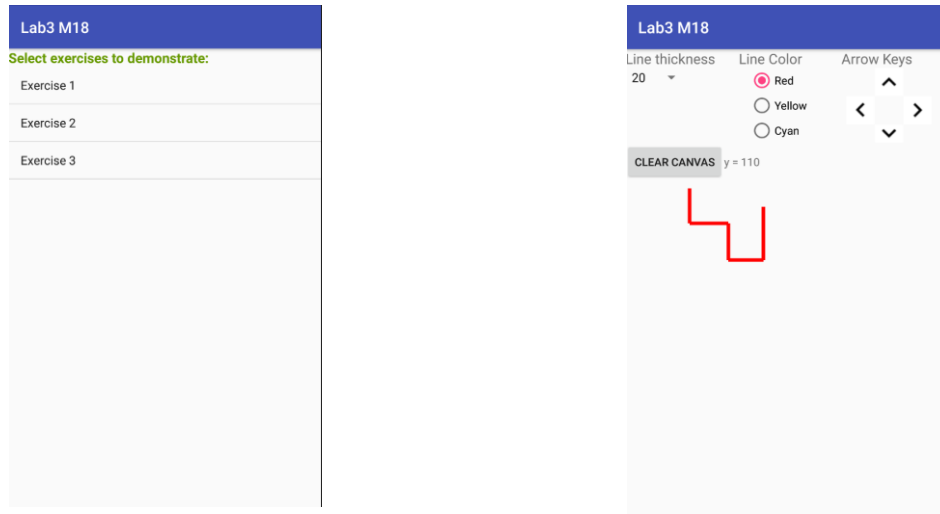 Lab3 M18
Select exercises to demonstrate:
Exercise 1
Exercise 2
Exercise 3
Lab3 M18
Line thickness Line Color Arrow Keys
20 Red
Yellow
Cyan
CLEAR CANVAS y = 110